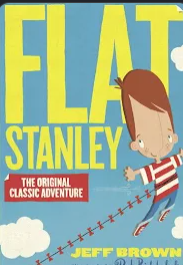 FLAT
STANLEY
THE ORIGINAL
CLASSIC ADVENTURE
JEFF BROWN